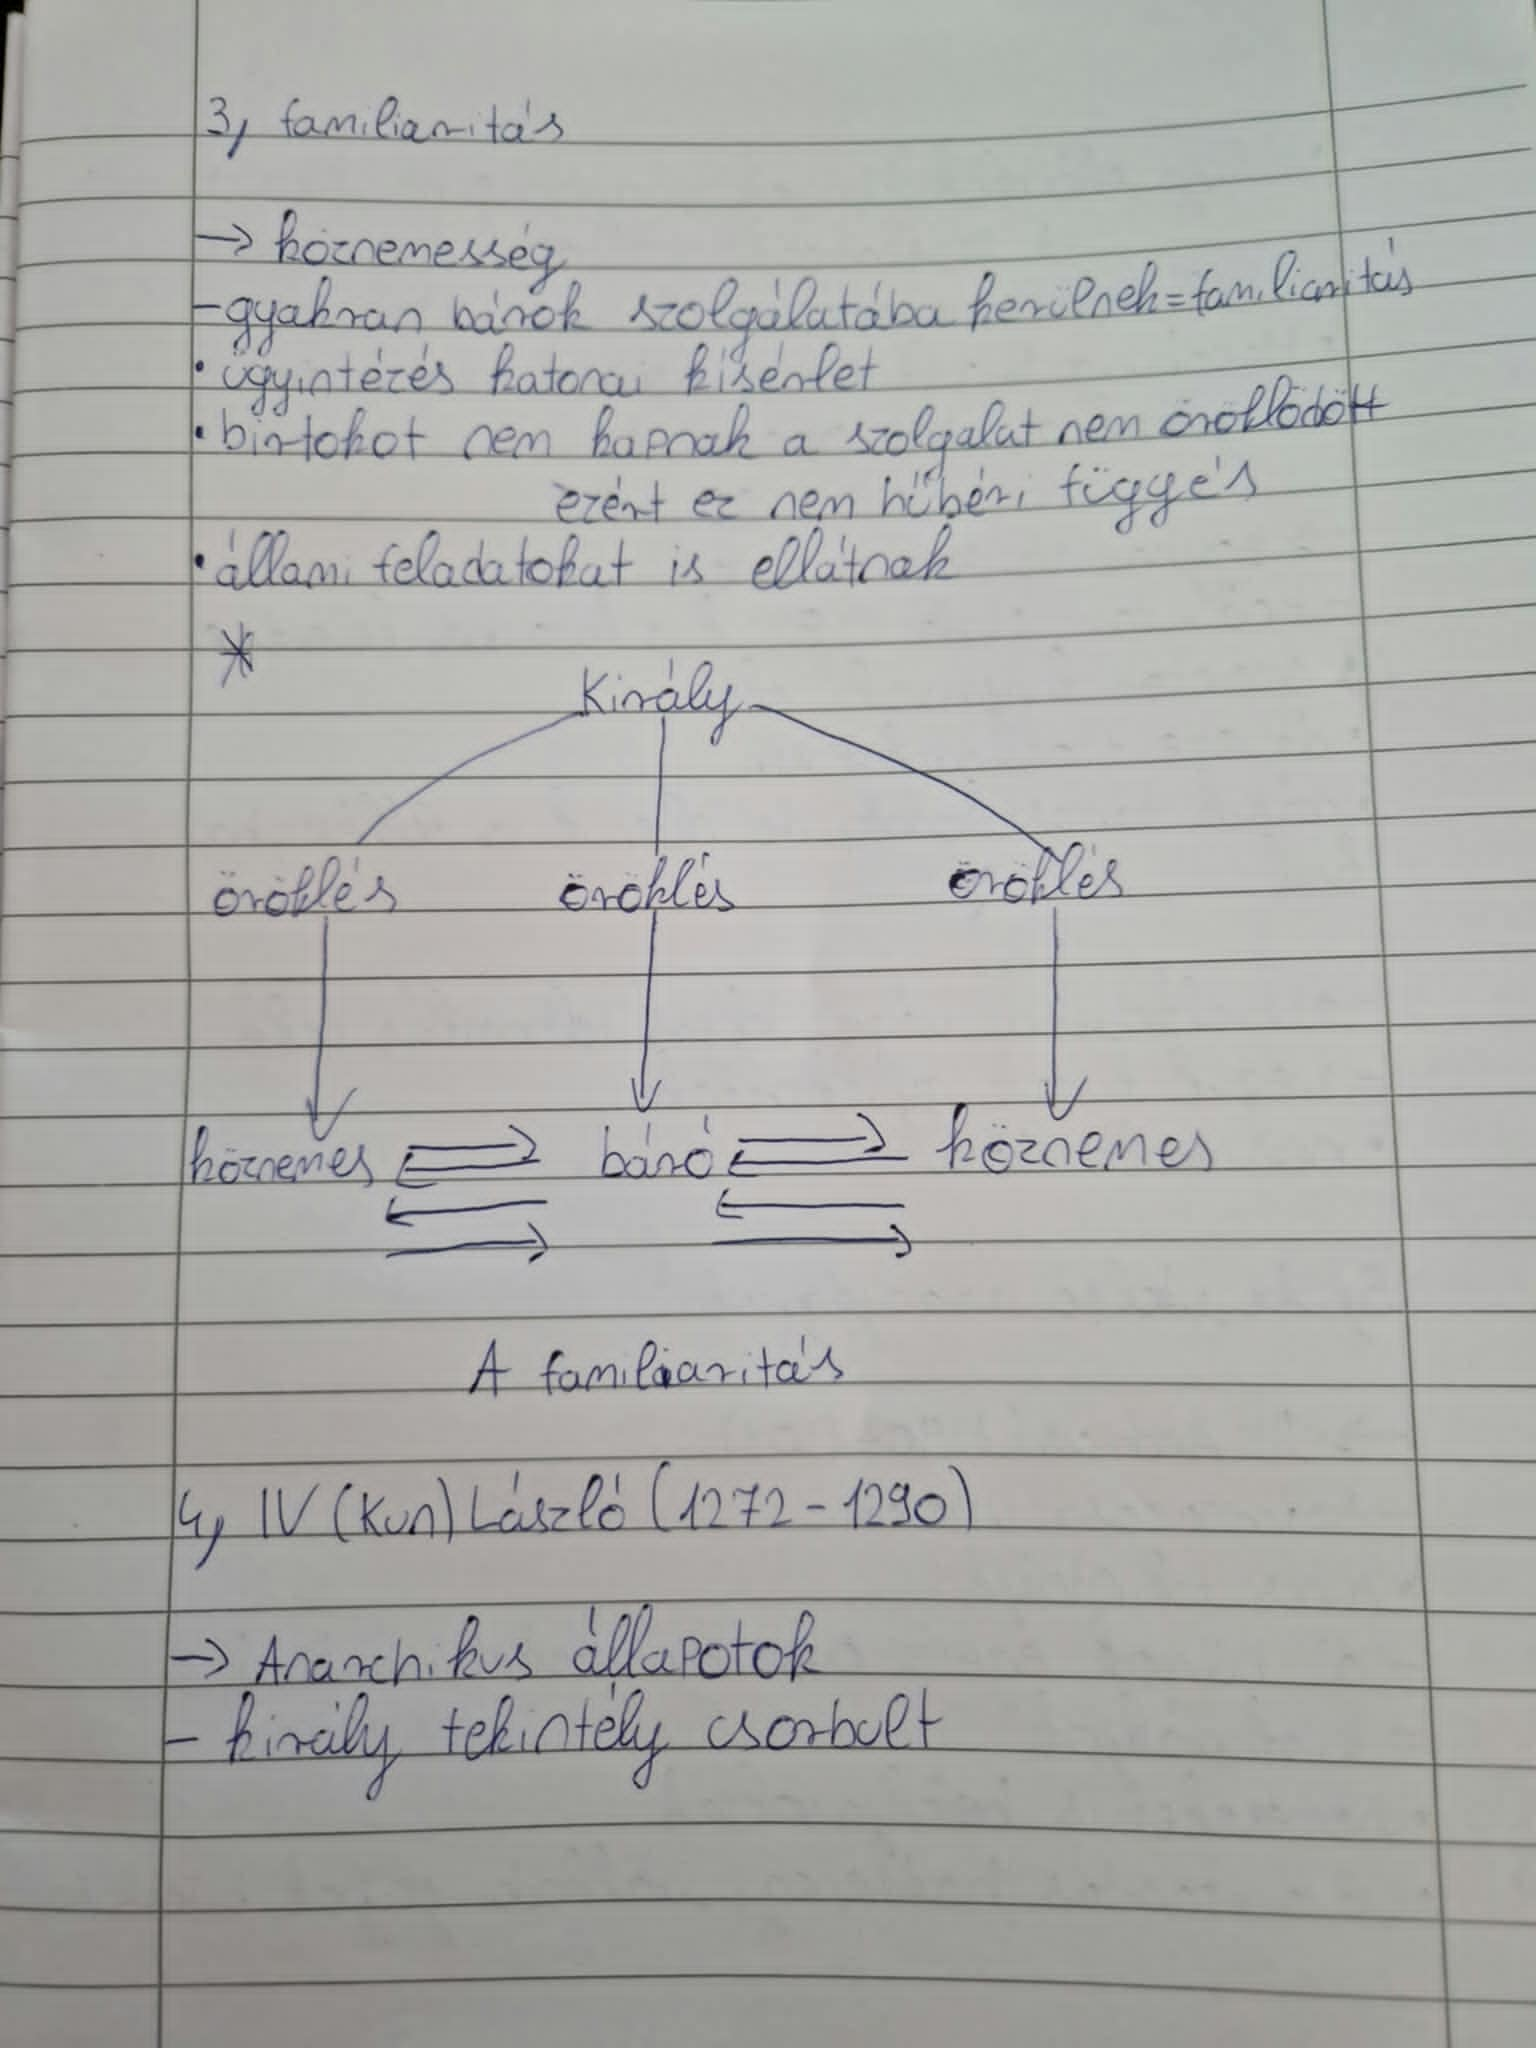 3, familiaritás
→ köznemesség
- gyakran bárók szolgálatába kerülnek = familiaritás
• ügyintézés katonai kisérlet
• birtokot nem kapnak a szolgalat nem öröklödött
ezért ez nem hűbéri függés
• állami feladatokat is ellátnak
*
Király
öröklés öröklés öröklés
köznemes báró köznemes
A familiaritás
4, IV (Kun) László (1272 - 1290)
→ Anarchikus állapotok
- király tekintély csorbult